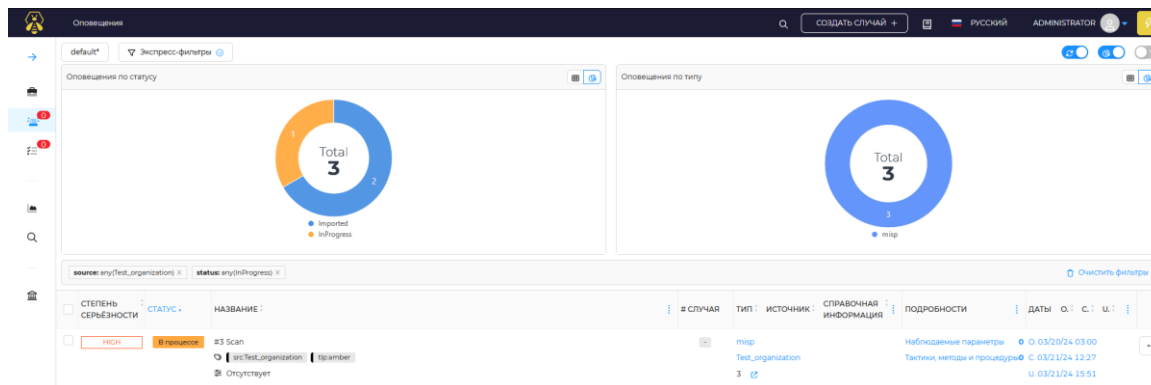 Оповещения СОЗДАТЬ СЛУЧАЙ + РУССКИЙ ADMINISTRATOR
default* Экспресс-фильтры
Оповещения по статусу
Total
3
1
2
Imported
InProgress
Оповещения по типу
Total
3
3
misp
source: any(Test_organization) × status: any(InProgress) × Очистить фильтры
СТЕПЕНЬ СЕРЬЁЗНОСТИ СТАТУС НАЗВАНИЕ # СЛУЧАЯ ТИП ИСТОЧНИК СПРАВОЧНАЯ ИНФОРМАЦИЯ ПОДРОБНОСТИ ДАТЫ O. C. U.
0
0
HIGH В процессе #3 Scan - misp Наблюдаемые параметры 0 O. 03/20/24 03:00
src:Test_organization tlp:amber Test_organization Тактики, методы и процедуры 0 C. 03/21/24 12:27
Отсутствует 3 U. 03/21/24 15:51